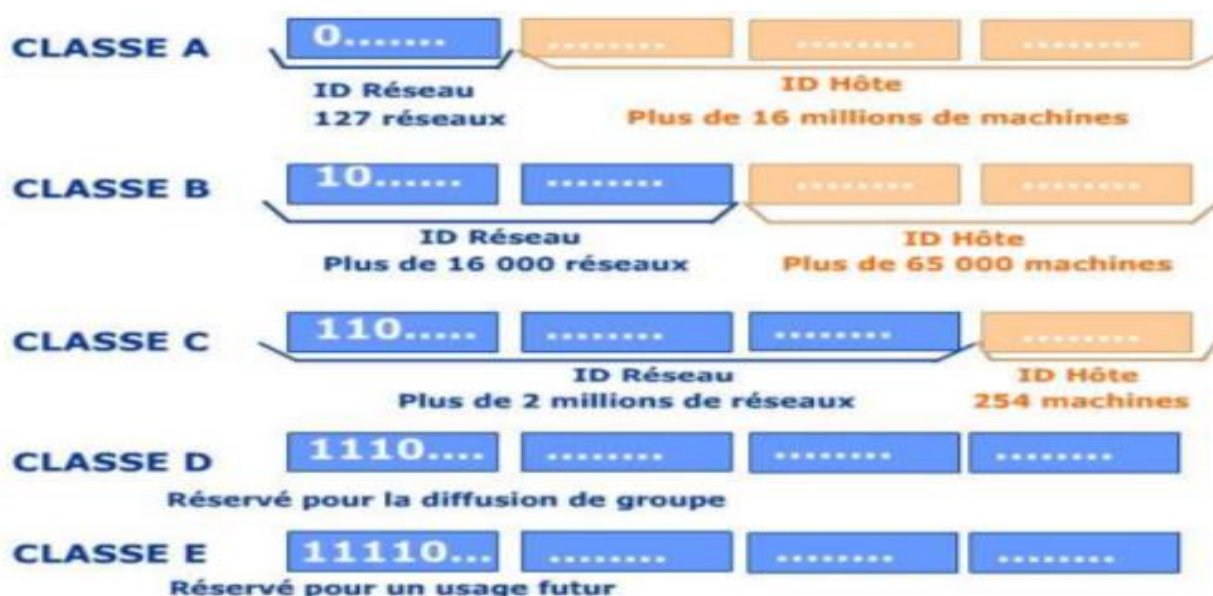 CLASSE A 0....... ........ ........ ........
ID Réseau ID Hôte
127 réseaux Plus de 16 millions de machines
CLASSE B 10...... ........ ........ ........
ID Réseau ID Hôte
Plus de 16 000 réseaux Plus de 65 000 machines
CLASSE C 110..... ........ ........ ........
ID Réseau ID Hôte
Plus de 2 millions de réseaux 254 machines
CLASSE D 1110.... ........ ........ ........
Réservé pour la diffusion de groupe
CLASSE E 11110... ........ ........ ........
Réservé pour un usage futur